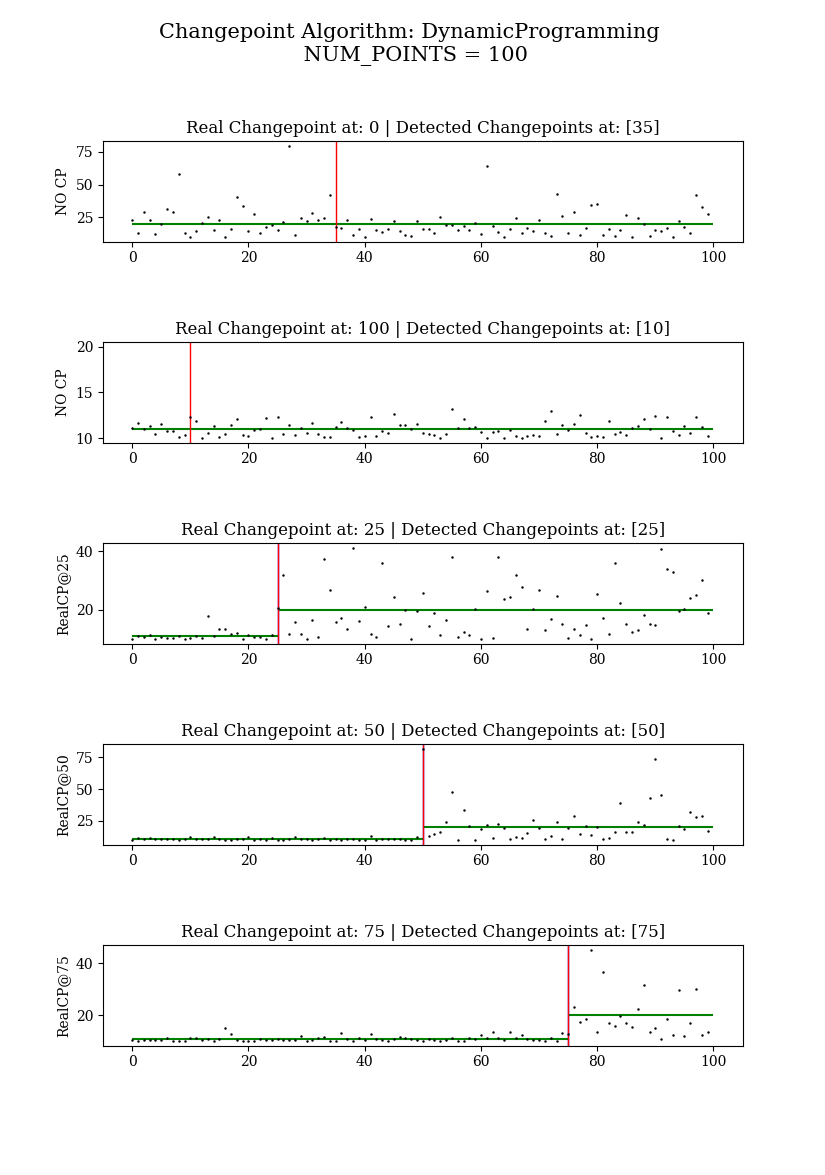 Changepoint Algorithm: DynamicProgramming
NUM_POINTS = 100
Real Changepoint at: 0 | Detected Changepoints at: [35]
75
50
25
NO CP
0 20 40 60 80 100
Real Changepoint at: 100 | Detected Changepoints at: [10]
20
15
10
NO CP
0 20 40 60 80 100
Real Changepoint at: 25 | Detected Changepoints at: [25]
40
20
RealCP@25
0 20 40 60 80 100
Real Changepoint at: 50 | Detected Changepoints at: [50]
75
50
25
RealCP@50
0 20 40 60 80 100
Real Changepoint at: 75 | Detected Changepoints at: [75]
40
20
RealCP@75
0 20 40 60 80 100